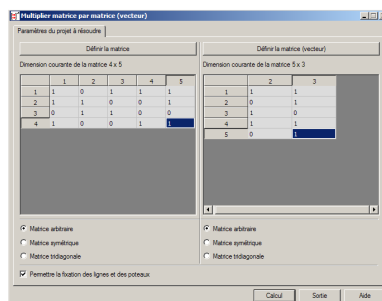 Multiplier matrice par matrice (vecteur)
Paramètres du projet à résoudre
Définir la matrice
Définir la matrice (vecteur)
Dimension courante de la matrice 4 x 5
Dimension courante de la matrice 5 x 3
1 2 3 4 5
1 1 0 1 1 1
2 1 1 0 0 1
3 0 1 1 0 0
4 1 0 0 1 1
2 3
1 1 1
2 0 1
3 1 0
4 1 1
5 0 1
Matrice arbitraire
Matrice symétrique
Matrice tridiagonale
Matrice arbitraire
Matrice symétrique
Matrice tridiagonale
Permettre la fixation des lignes et des poteaux
Calcul
Sortie
Aide